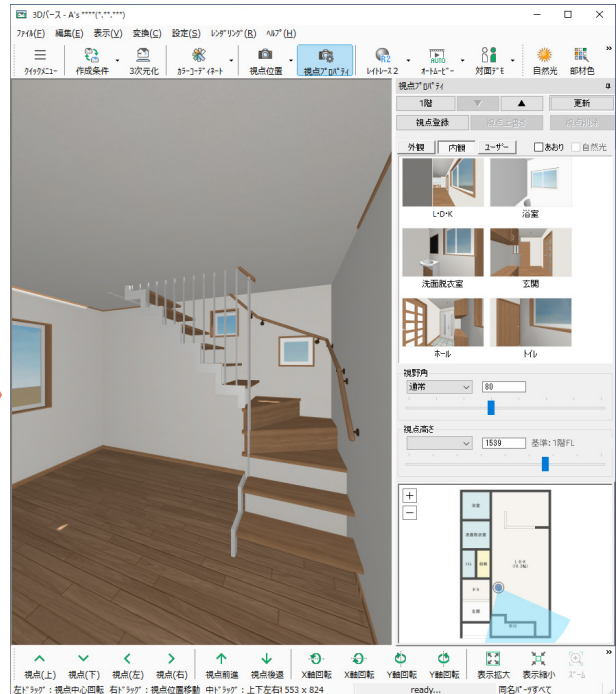 3Dパース - A's ****(*.**.***)
ﾌｧｲﾙ(F) 編集(E) 表示(V) 変換(C) 設定(S) ﾚﾝﾀﾞﾘﾝｸﾞ(R) ﾍﾙﾌﾟ(H)
ｸｲｯｸﾒﾆｭｰ 作成条件 3次元化 ｶﾗｰｺｰﾃﾞｨﾈｰﾄ 視点位置 視点ﾌﾟﾛﾊﾟﾃｨ ﾚｲﾄﾚｰｽ2 ｵｰﾄﾑｰﾋﾞｰ 対面ﾃﾞﾓ 自然光 部材色
視点ﾌﾟﾛﾊﾟﾃｨ
1階 ▼ ▲ 更新
視点登録
外観 内観 ユーザー あおり 自然光
L・D・K 浴室
洗面脱衣室 玄関
ホール トイレ
視野角
通常 80
視点高さ
1539 基準：1階FL
+
−
視点(上) 視点(下) 視点(左) 視点(右) 視点前進 視点後退 X軸回転 X軸回転 Y軸回転 Y軸回転 表示拡大 表示縮小 ｽﾞｰﾑ
左ﾄﾞﾗｯｸﾞ：視点中心回転 右ﾄﾞﾗｯｸﾞ：視点位置移動 中ﾄﾞﾗｯｸﾞ：上下左右l 553 x 824 ready... 同名ﾊﾟｰﾀすべて